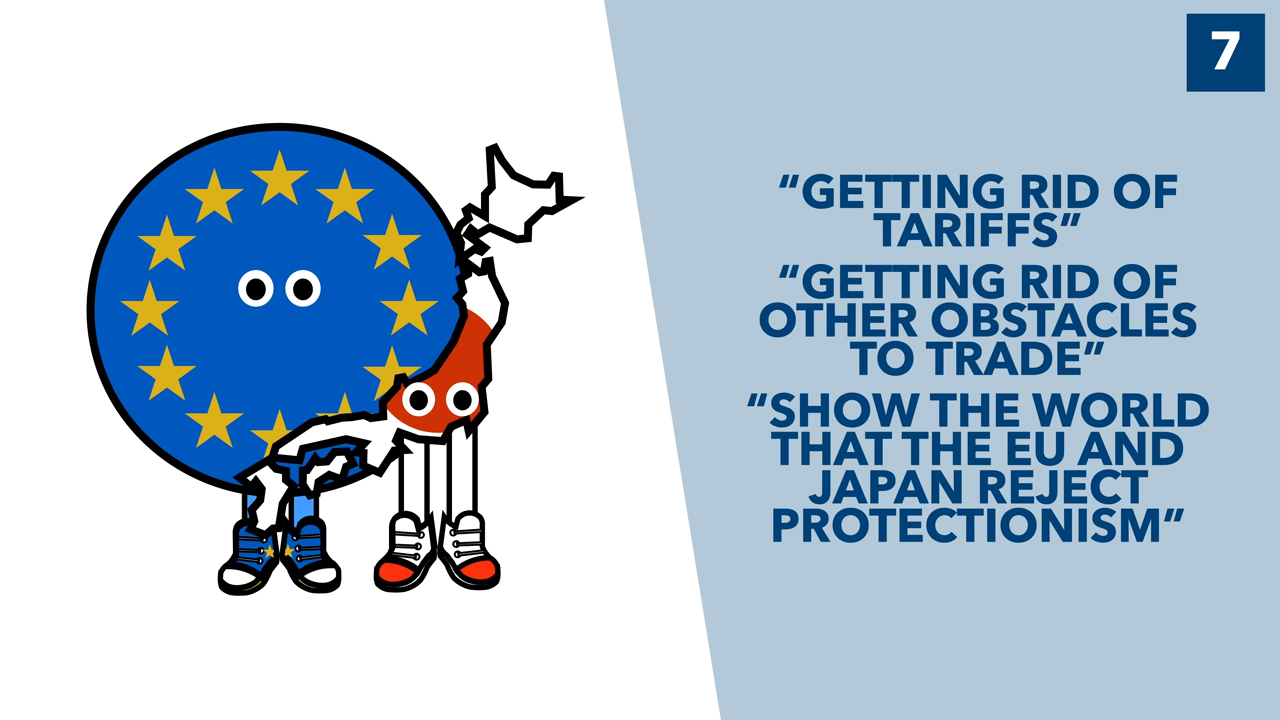 7
“GETTING RID OF
TARIFFS”
“GETTING RID OF
OTHER OBSTACLES
TO TRADE”
“SHOW THE WORLD
THAT THE EU AND
JAPAN REJECT
PROTECTIONISM”